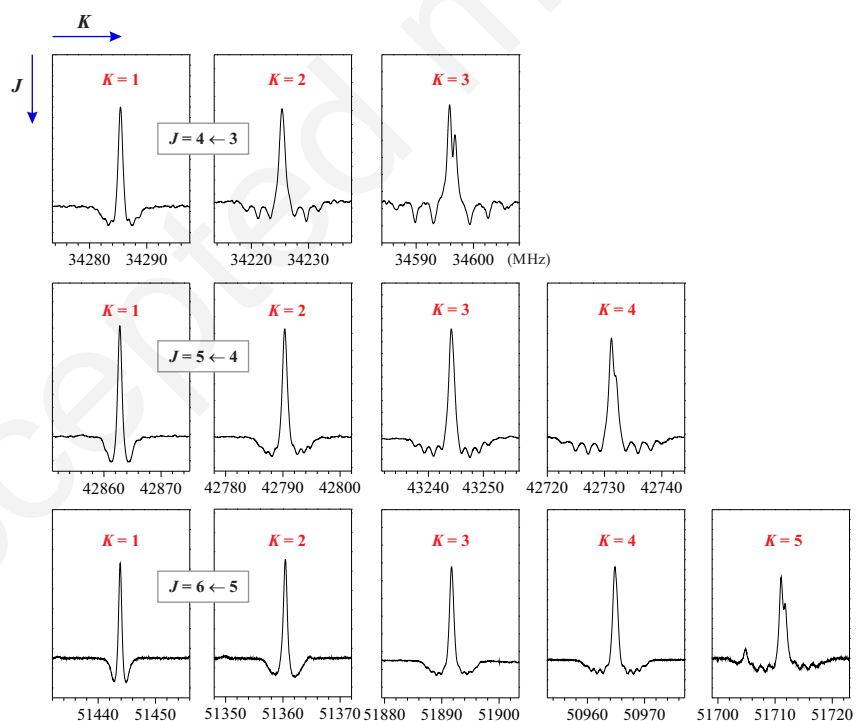 K
J
K = 1
K = 2
K = 3
J = 4 ← 3
34280 34290
34220 34230
34590 34600 (MHz)
K = 1
K = 2
K = 3
K = 4
J = 5 ← 4
42860 42870
42780 42790 42800
43240 43250
42720 42730 42740
K = 1
K = 2
K = 3
K = 4
K = 5
J = 6 ← 5
51440 51450
51350 51360 51370
51880 51890 51900
50960 50970
51700 51710 51720